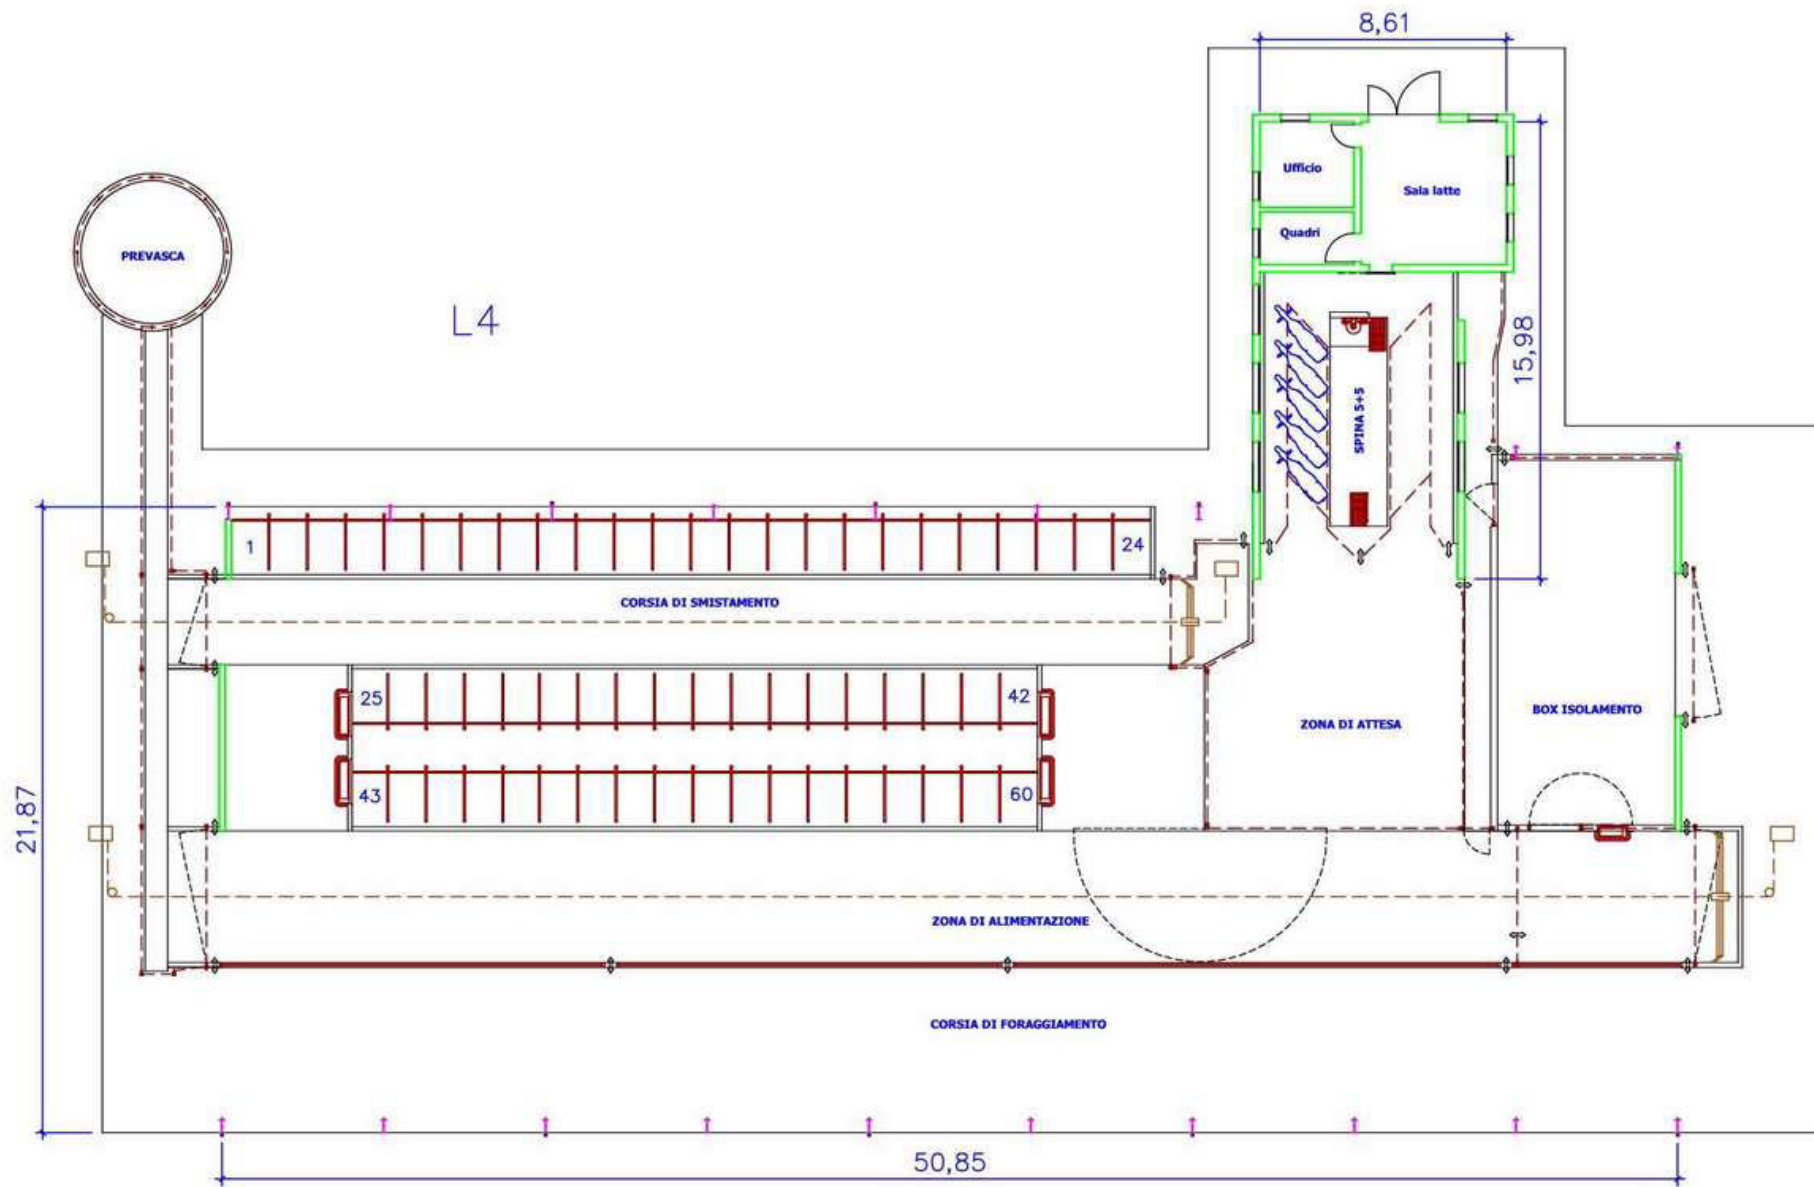 8,61
Ufficio
Sala latte
Quadri
PREVASCA
L4
15,98
SPINA 5+5
1
24
CORSIA DI SMISTAMENTO
25
42
BOX ISOLAMENTO
ZONA DI ATTESA
43
60
21,87
ZONA DI ALIMENTAZIONE
CORSIA DI FORAGGIAMENTO
50,85